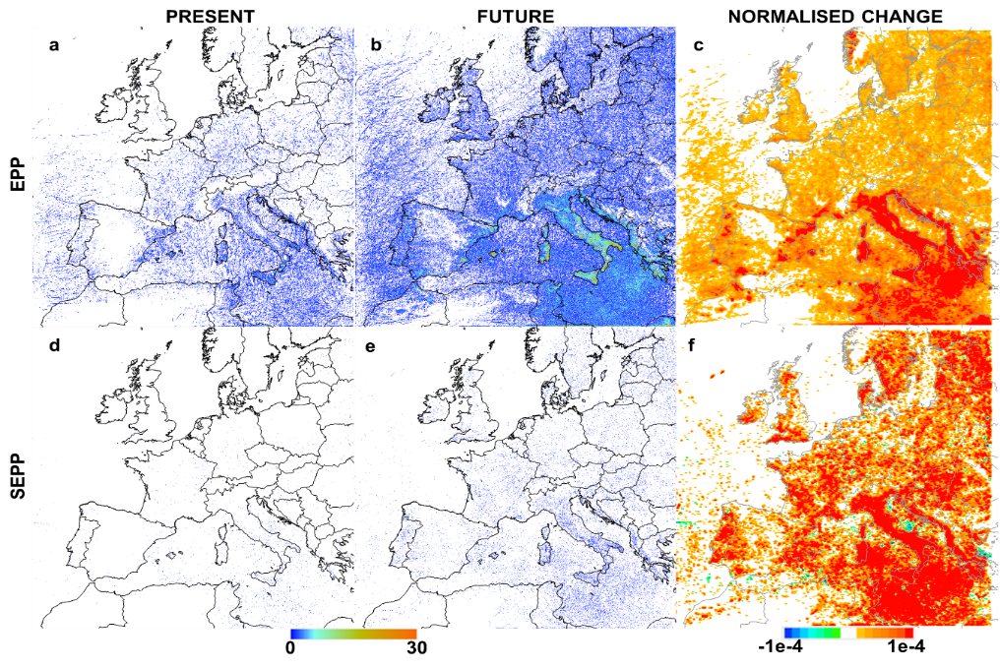 PRESENT FUTURE NORMALISED CHANGE
a b c
EPP
d e f
SEPP
0 30 -1e-4 1e-4